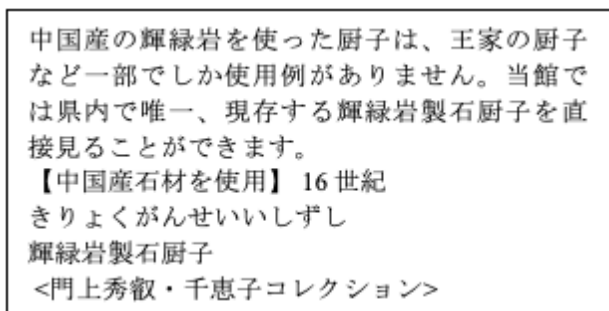 中国産の輝緑岩を使った厨子は、王家の厨子
など一部でしか使用例がありません。当館で
は県内で唯一、現存する輝緑岩製石厨子を直
接見ることができます。
【中国産石材を使用】 16 世紀
きりょくがんせいいしずし
輝緑岩製石厨子
<門上秀叡・千恵子コレクション>